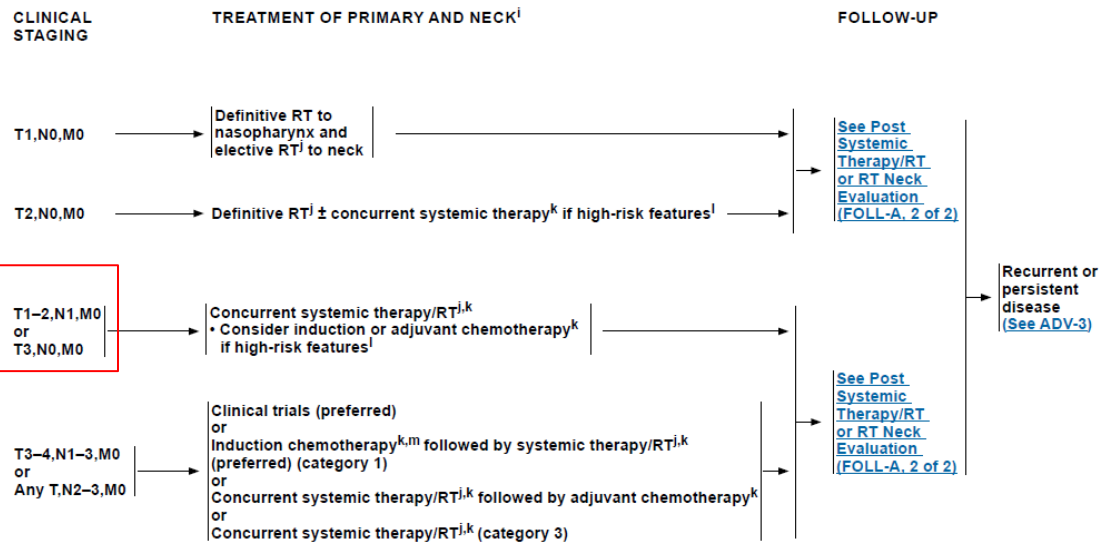 CLINICAL
STAGING
TREATMENT OF PRIMARY AND NECKⁱ
FOLLOW-UP
T1,N0,M0
Definitive RT to
nasopharynx and
elective RTʲ to neck
T2,N0,M0
Definitive RTʲ ± concurrent systemic therapyᵏ if high-risk featuresˡ
See Post
Systemic
Therapy/RT
or RT Neck
Evaluation
(FOLL-A, 2 of 2)
T1–2,N1,M0
or
T3,N0,M0
Concurrent systemic therapy/RTʲ,ᵏ
• Consider induction or adjuvant chemotherapyᵏ
if high-risk featuresˡ
T3–4,N1–3,M0
or
Any T,N2–3,M0
Clinical trials (preferred)
or
Induction chemotherapyᵏ,ᵐ followed by systemic therapy/RTʲ,ᵏ
(preferred) (category 1)
or
Concurrent systemic therapy/RTʲ,ᵏ followed by adjuvant chemotherapyᵏ
or
Concurrent systemic therapy/RTʲ,ᵏ (category 3)
See Post
Systemic
Therapy/RT
or RT Neck
Evaluation
(FOLL-A, 2 of 2)
Recurrent or
persistent
disease
(See ADV-3)